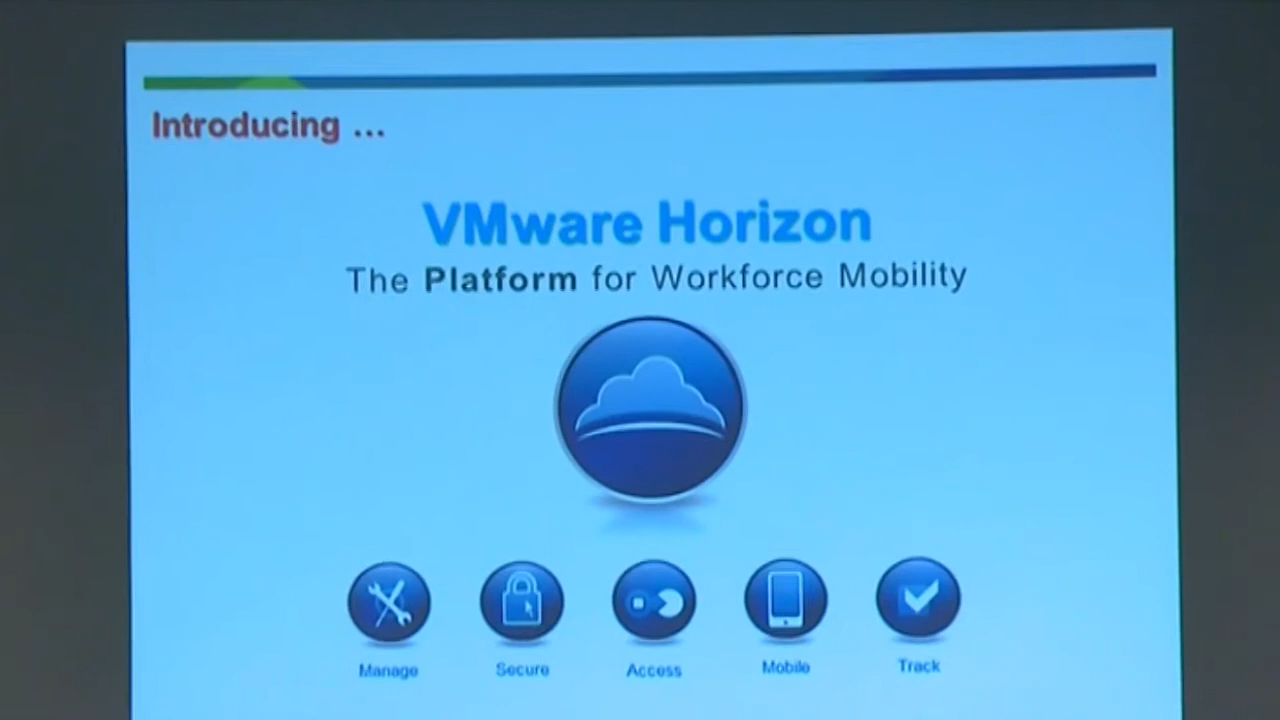 Introducing ...
VMware Horizon
The Platform for Workforce Mobility
Manage Secure Access Mobile Track